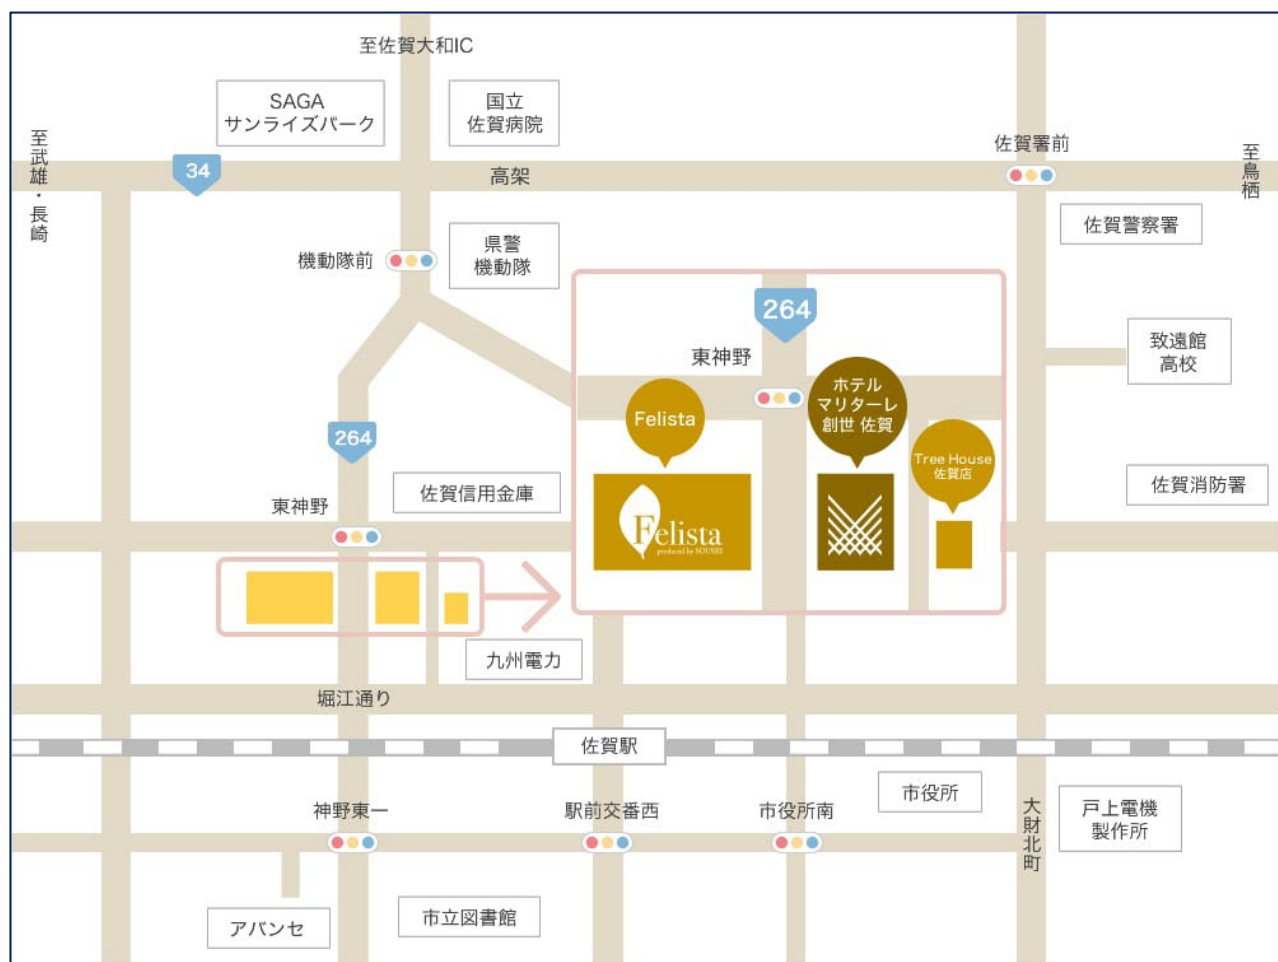 至佐賀大和IC
SAGA
サンライズパーク
国立
佐賀病院
至武雄・長崎
34
高架
佐賀署前
至鳥栖
佐賀警察署
機動隊前
県警
機動隊
264
東神野
ホテル
マリターレ
創世 佐賀
Felista
Tree House
佐賀店
Felista
produced by SOUSEI
致遠館
高校
264
佐賀信用金庫
東神野
佐賀消防署
九州電力
堀江通り
佐賀駅
市役所
神野東一
駅前交番西
市役所南
大財北町
戸上電機
製作所
アバンセ
市立図書館